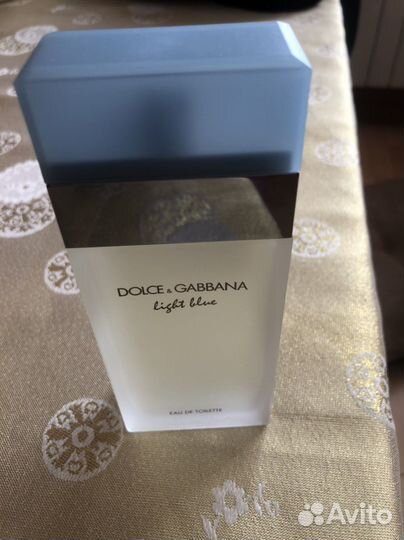 DOLCE & GABBANA
light blue
EAU DE TOILETTE
Avito